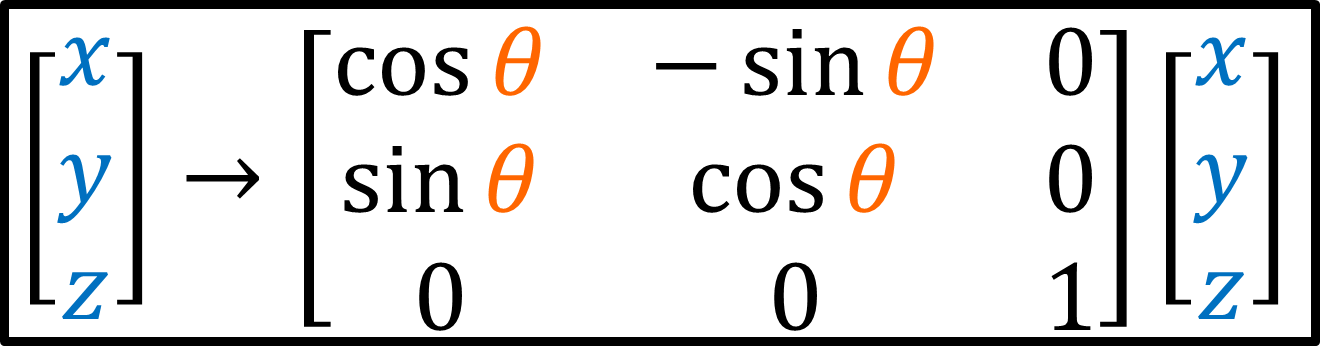 x cos θ − sin θ 0 x
y → sin θ cos θ 0 y
z 0 0 1 z